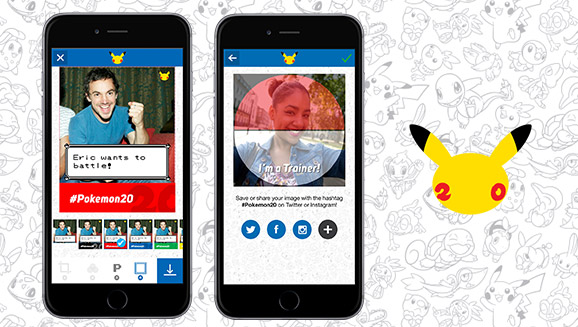 Eric wants to
battle!
#Pokemon20
P
I'm a Trainer!
Save or share your image with the hashtag
#Pokemon20 on Twitter or Instagram!
20